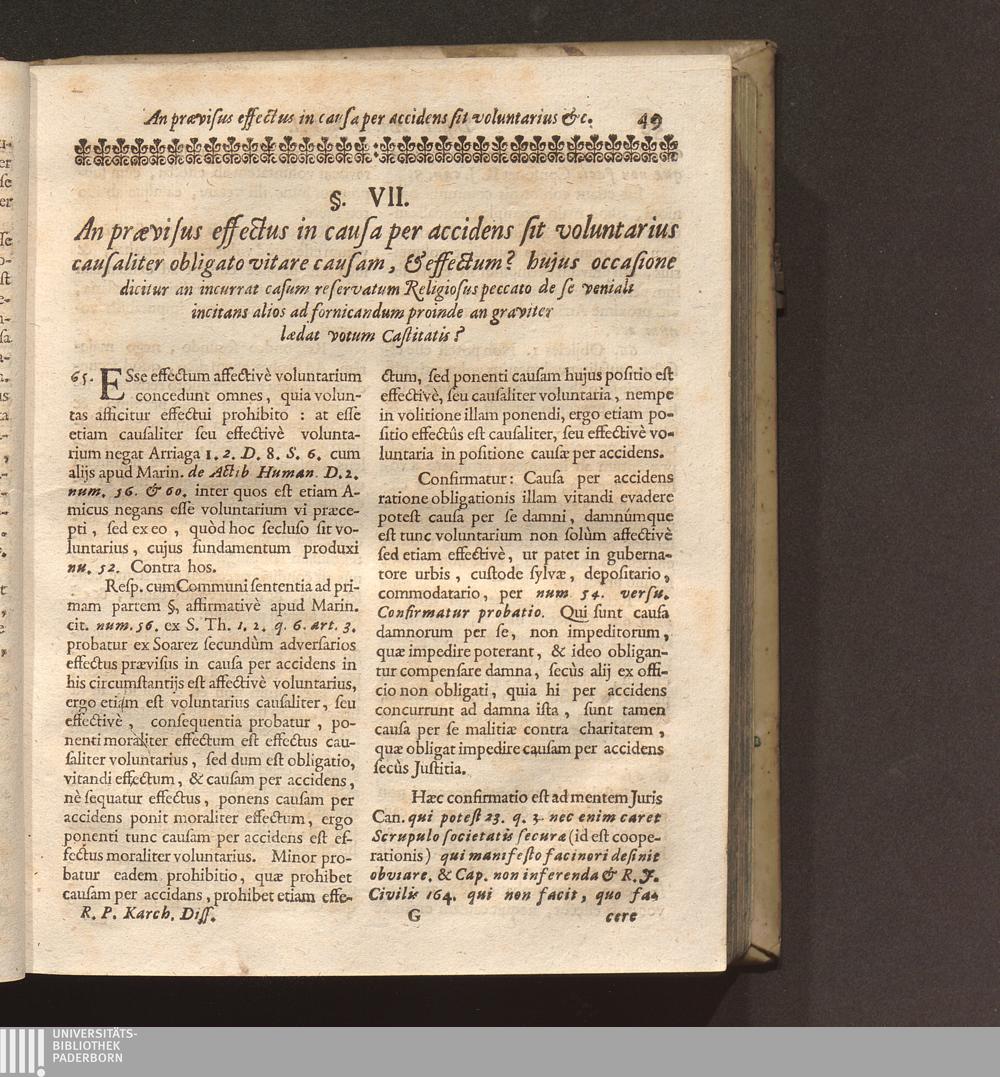 An prævisus effectus in causa per accidens sit voluntarius &c. 49
§. VII.
An prævisus effectus in causa per accidens sit voluntarius
causaliter obligato vitare causam, & effectum? hujus occasione
dicitur an incurrat casum reservatum Religiosus peccato de se veniali
incitans alios ad fornicandum proinde an graviter
lædat votum Castitatis?
65. ESse effectum affectivè voluntarium
concedunt omnes, quia volun-
tas afficitur effectui prohibito : at esse
etiam causaliter seu effectivè volunta-
rium negat Arriaga 1. 2. D. 8. S. 6. cum
alijs apud Marin. de Actib Human. D. 2.
num. 56. & 60. inter quos est etiam A-
micus negans esse voluntarium vi præce-
pti, sed ex eo, quòd hoc secluso sit vo-
luntarius, cujus fundamentum produxi
nu. 52. Contra hos.
Resp. cum Communi sententia ad pri-
mam partem §, affirmativè apud Marin.
cit. num. 56. ex S. Th. 1. 2. q. 6. art. 3.
probatur ex Soarez secundùm adversarios
effectus prævisus in causa per accidens in
his circumstantijs est affectivè voluntarius,
ergo etiam est voluntarius causaliter, seu
effectivè, consequentia probatur, po-
nenti moraliter effectum est effectus cau-
saliter voluntarius, sed dum est obligatio,
vitandi effectum, & causam per accidens,
nè sequatur effectus, ponens causam per
accidens ponit moraliter effectum, ergo
ponenti tunc causam per accidens est ef-
fectus moraliter voluntarius. Minor pro-
batur eadem prohibitio, quæ prohibet
causam per accidans, prohibet etiam effe-
R. P. Karch. Diss.
ctum, sed ponenti causam hujus positio est
effectivè, seu causaliter voluntaria, nempe
in volitione illam ponendi, ergo etiam po-
sitio effectûs est causaliter, seu effectivè vo-
luntaria in positione causæ per accidens.
Confirmatur: Causa per accidens
ratione obligationis illam vitandi evadere
potest causa per se damni, damnúmque
est tunc voluntarium non solùm affectivè
sed etiam effectivè, ut patet in guberna-
tore urbis, custode sylvæ, depositario,
commodatario, per num. 54. versu.
Confirmatur probatio. Qui sunt causa
damnorum per se, non impeditorum,
quæ impedire poterant, & ideo obligan-
tur compensare damna, secùs alij ex offi-
cio non obligati, quia hi per accidens
concurrunt ad damna ista, sunt tamen
causa per se malitiæ contra charitatem,
quæ obligat impedire causam per accidens
secùs Justitia.
Hæc confirmatio est ad mentem Juris
Can. qui potest 23. q. 3. nec enim caret
Scrupulo societatis securæ (id est coope-
rationis) qui manifesto facinori definit
obviare. & Cap. non inferenda & R. J.
Civilis 164. qui non facit, quo fa-
G cere
UNIVERSITÄTS-
BIBLIOTHEK
PADERBORN